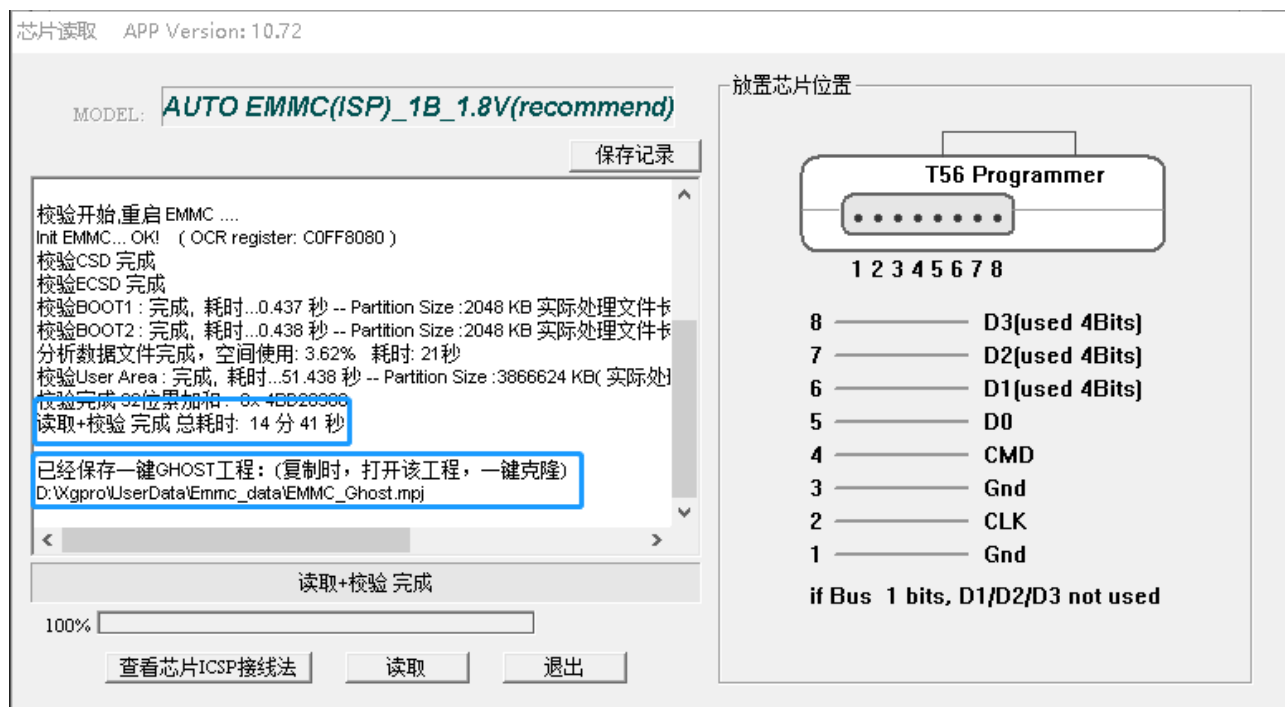 芯片读取 APP Version: 10.72
MODEL: AUTO EMMC(ISP)_1B_1.8V(recommend)
保存记录
校验开始,重启 EMMC ....
Init EMMC... OK! ( OCR register: C0FF8080 )
校验CSD 完成
校验ECSD 完成
校验BOOT1 : 完成, 耗时...0.437 秒 -- Partition Size :2048 KB 实际处理文件长
校验BOOT2 : 完成, 耗时...0.438 秒 -- Partition Size :2048 KB 实际处理文件长
分析数据文件完成，空间使用: 3.62% 耗时: 21秒
校验User Area : 完成, 耗时...51.438 秒 -- Partition Size :3866624 KB( 实际处理
校验完成 32位累加和 : 0x
读取+校验 完成 总耗时: 14 分 41 秒
已经保存一键GHOST工程：(复制时，打开该工程，一键克隆)
D:\Xgpro\UserData\Emmc_data\EMMC_Ghost.mpj
读取+校验 完成
100%
查看芯片ICSP接线法 读取 退出
放置芯片位置
T56 Programmer
1 2 3 4 5 6 7 8
8 D3(used 4Bits)
7 D2(used 4Bits)
6 D1(used 4Bits)
5 D0
4 CMD
3 Gnd
2 CLK
1 Gnd
if Bus 1 bits, D1/D2/D3 not used